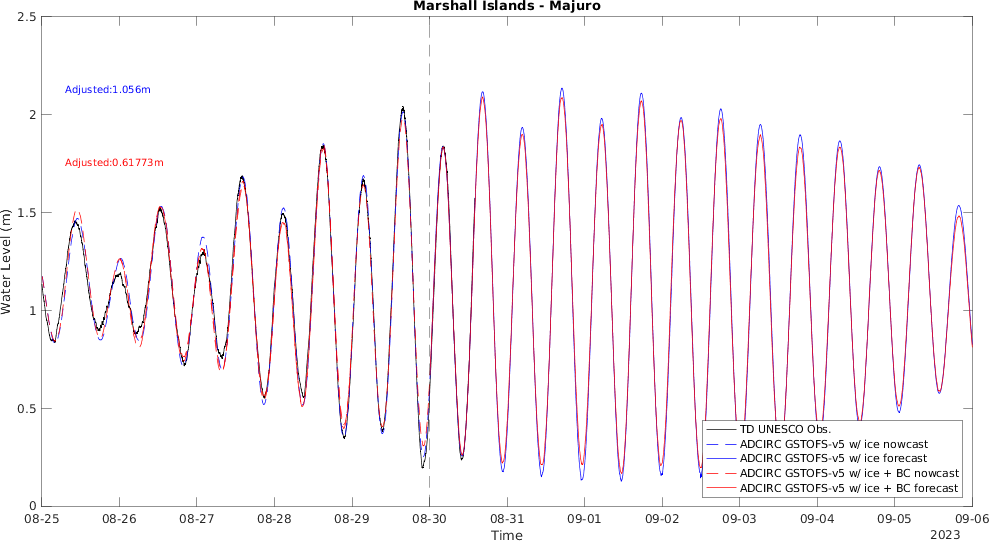 Marshall Islands - Majuro
2.5
2
1.5
1
0.5
0
Water Level (m)
Adjusted:1.056m
Adjusted:0.61773m
TD UNESCO Obs.
ADCIRC GSTOFS-v5 w/ ice nowcast
ADCIRC GSTOFS-v5 w/ ice forecast
ADCIRC GSTOFS-v5 w/ ice + BC nowcast
ADCIRC GSTOFS-v5 w/ ice + BC forecast
08-25 08-26 08-27 08-28 08-29 08-30 08-31 09-01 09-02 09-03 09-04 09-05 09-06
Time
2023